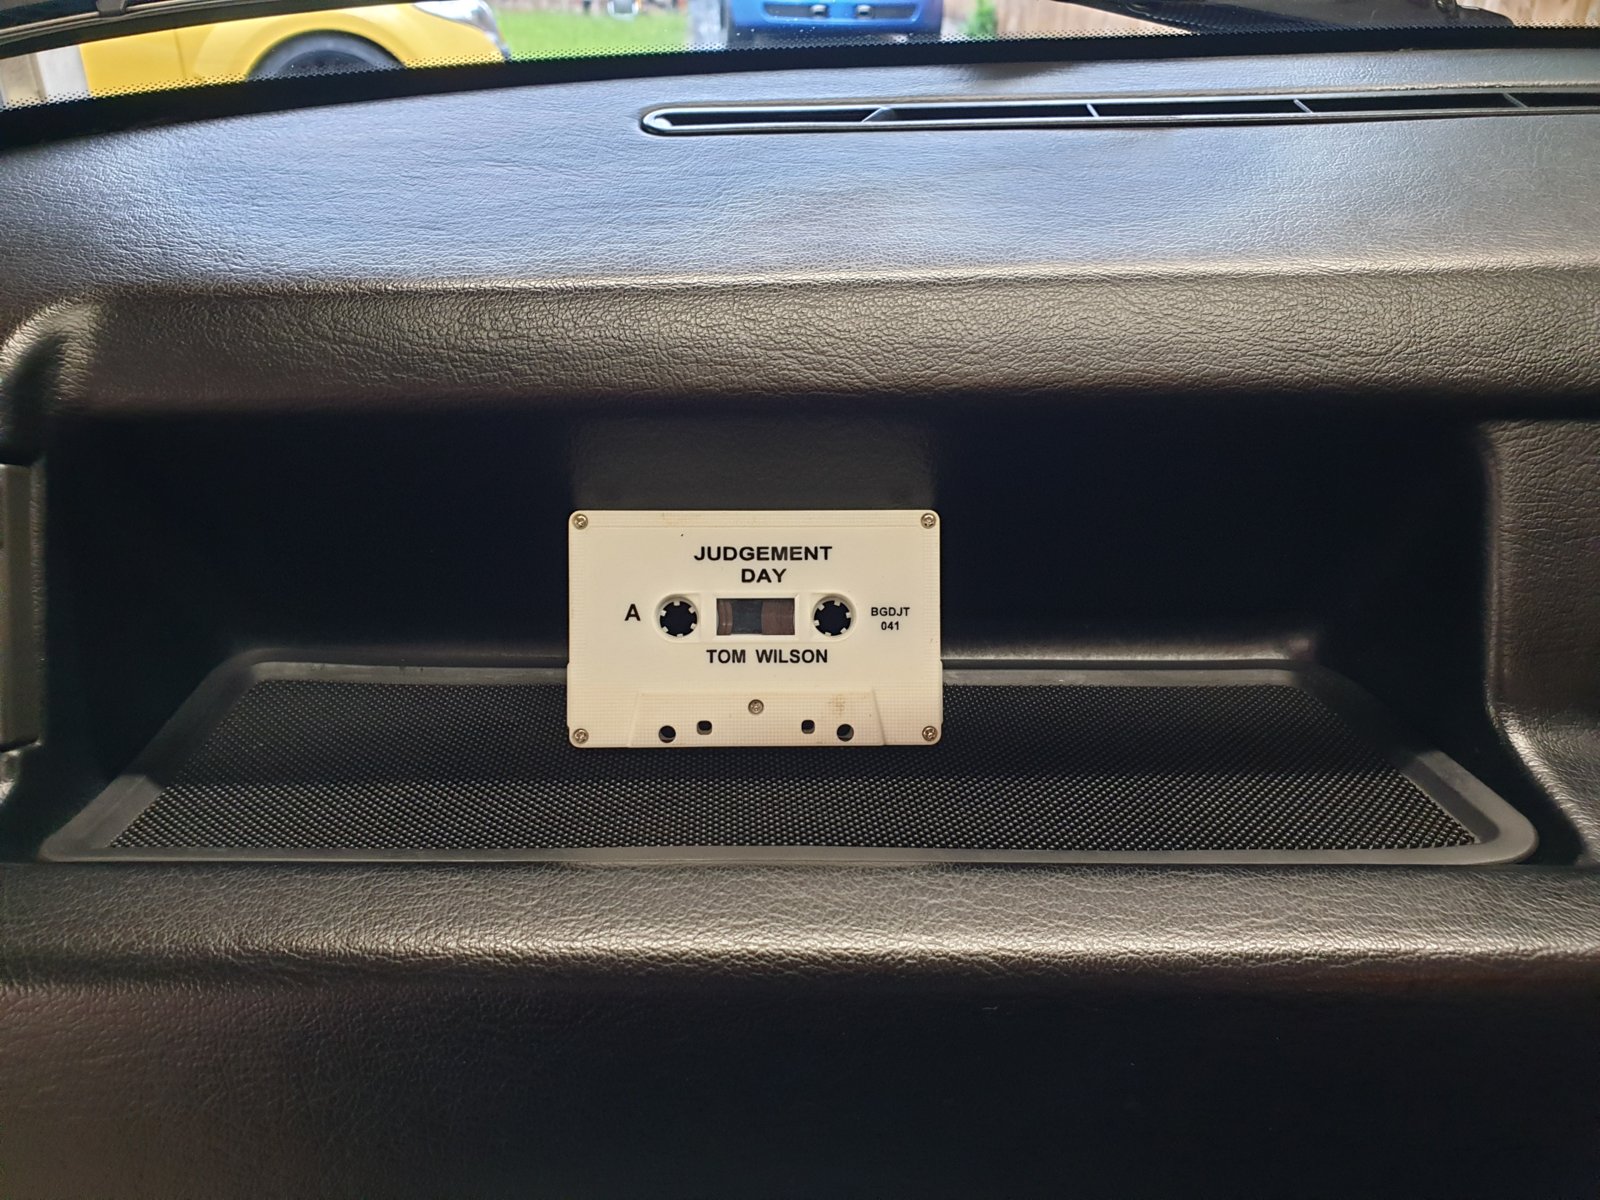 JUDGEMENT
DAY
A
BGDJT
041
TOM WILSON